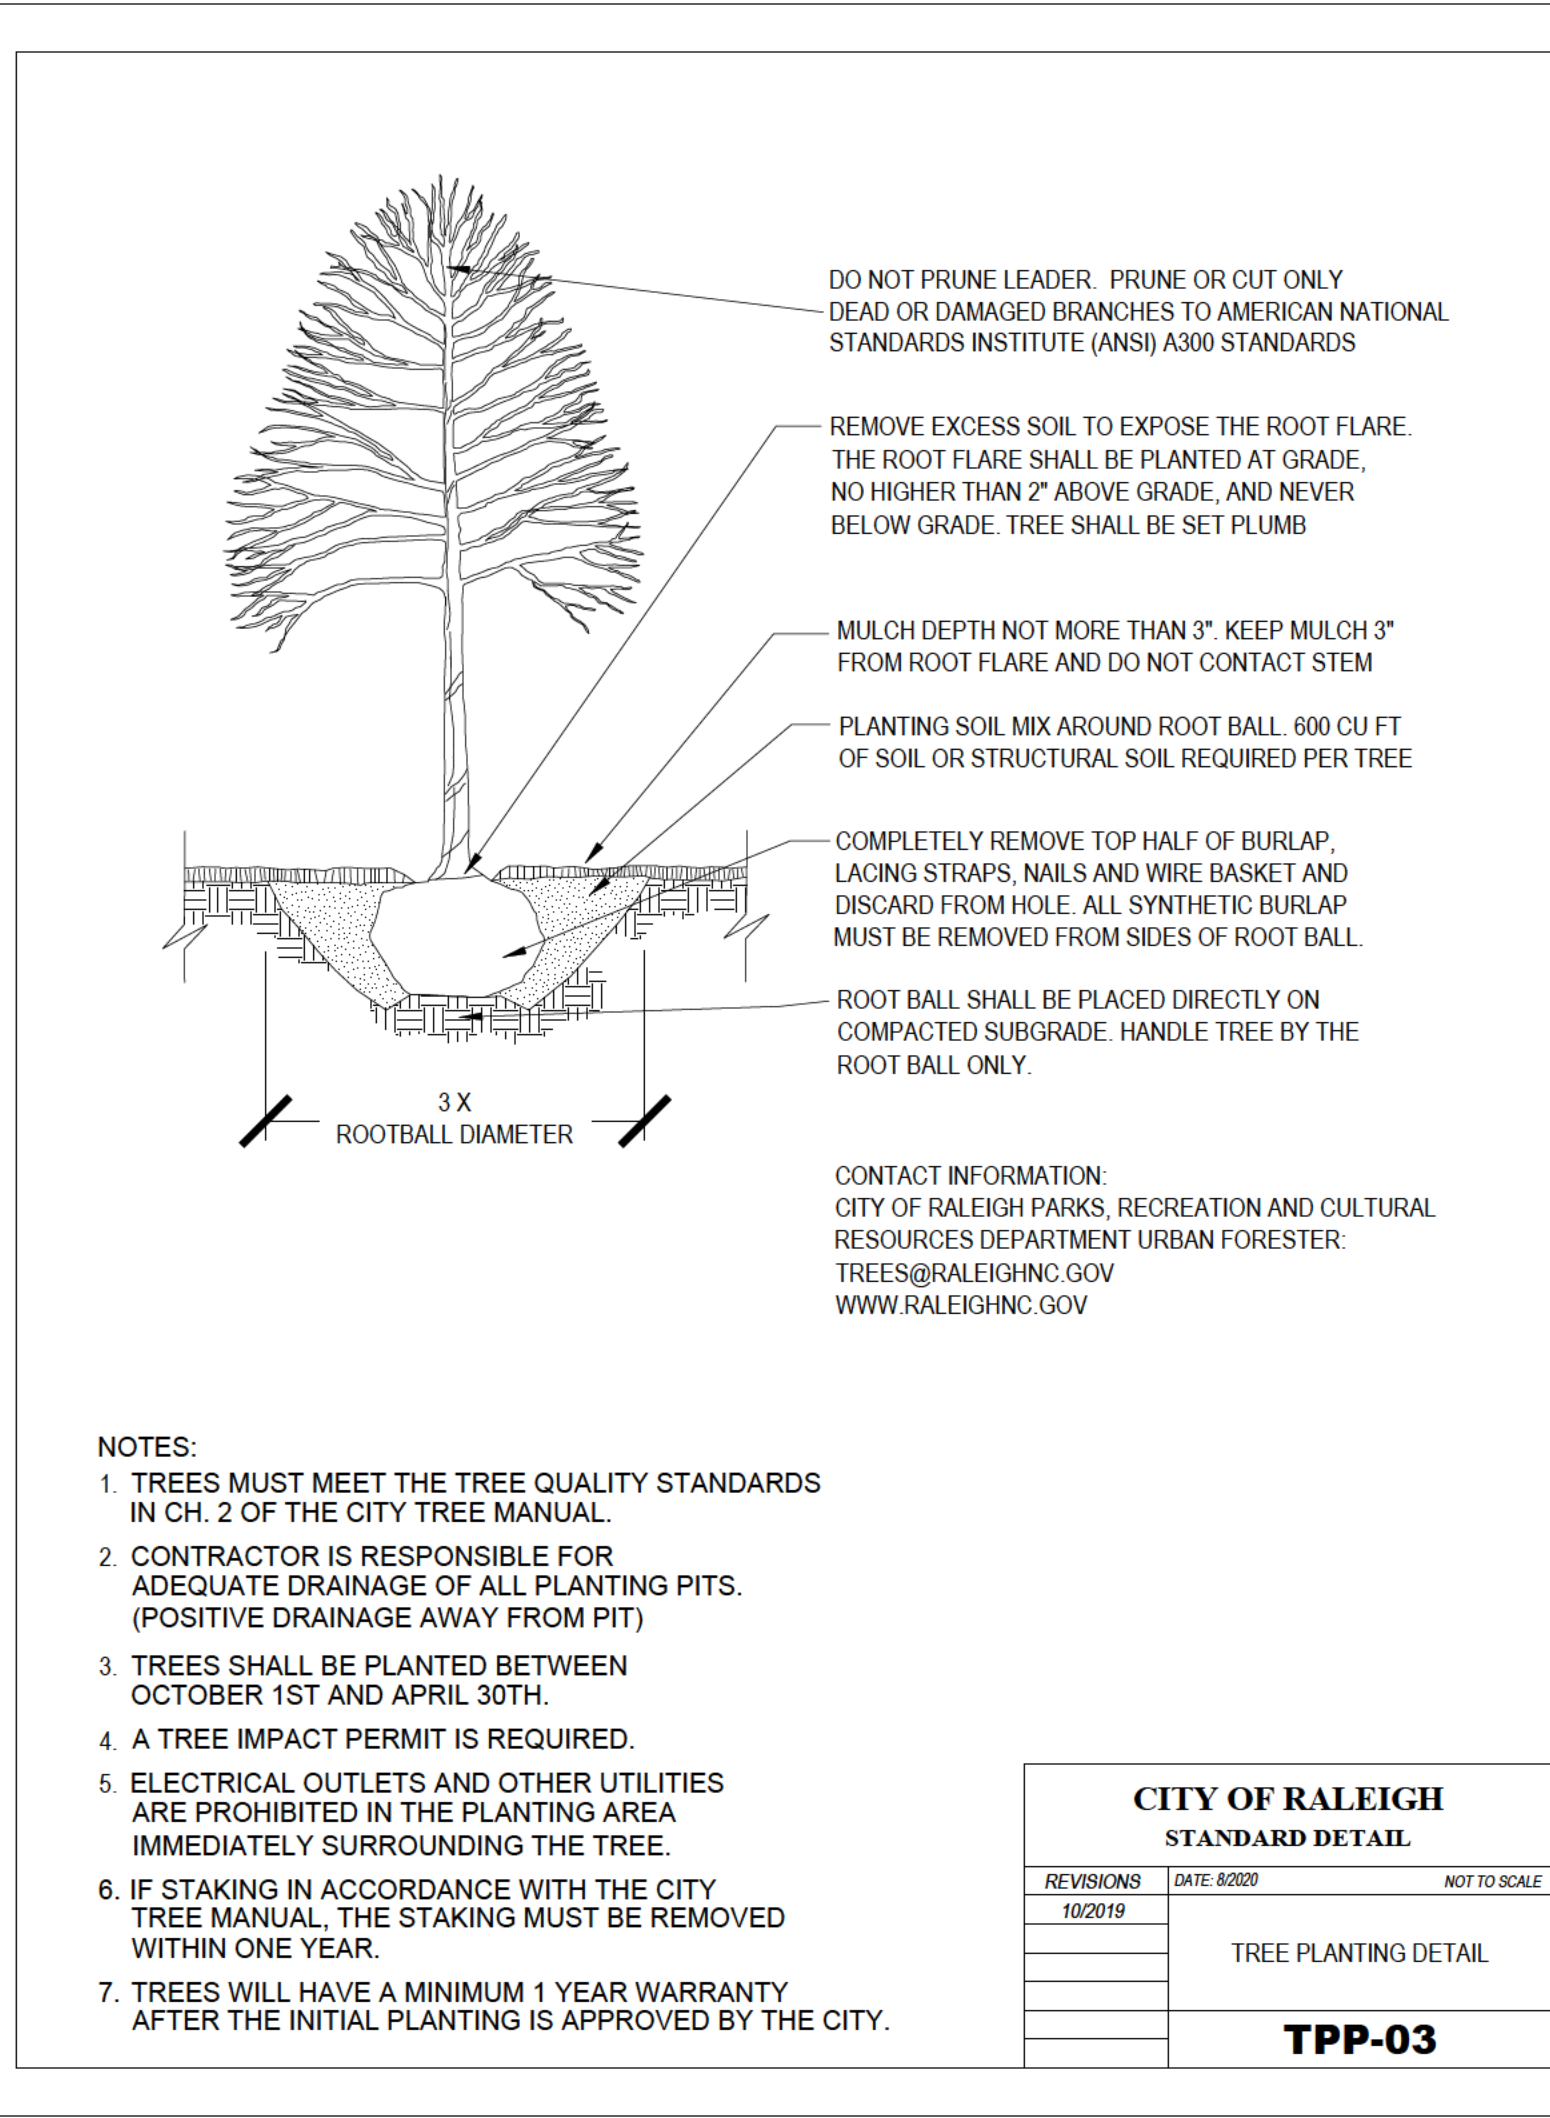 DO NOT PRUNE LEADER.  PRUNE OR CUT ONLY
DEAD OR DAMAGED BRANCHES TO AMERICAN NATIONAL
STANDARDS INSTITUTE (ANSI) A300 STANDARDS
REMOVE EXCESS SOIL TO EXPOSE THE ROOT FLARE.
THE ROOT FLARE SHALL BE PLANTED AT GRADE,
NO HIGHER THAN 2" ABOVE GRADE, AND NEVER
BELOW GRADE. TREE SHALL BE SET PLUMB
MULCH DEPTH NOT MORE THAN 3". KEEP MULCH 3"
FROM ROOT FLARE AND DO NOT CONTACT STEM
PLANTING SOIL MIX AROUND ROOT BALL. 600 CU FT
OF SOIL OR STRUCTURAL SOIL REQUIRED PER TREE
COMPLETELY REMOVE TOP HALF OF BURLAP,
LACING STRAPS, NAILS AND WIRE BASKET AND
DISCARD FROM HOLE. ALL SYNTHETIC BURLAP
MUST BE REMOVED FROM SIDES OF ROOT BALL.
ROOT BALL SHALL BE PLACED DIRECTLY ON
COMPACTED SUBGRADE. HANDLE TREE BY THE
ROOT BALL ONLY.
3 X
ROOTBALL DIAMETER
CONTACT INFORMATION:
CITY OF RALEIGH PARKS, RECREATION AND CULTURAL
RESOURCES DEPARTMENT URBAN FORESTER:
TREES@RALEIGHNC.GOV
WWW.RALEIGHNC.GOV
NOTES:
1. TREES MUST MEET THE TREE QUALITY STANDARDS
IN CH. 2 OF THE CITY TREE MANUAL.
2. CONTRACTOR IS RESPONSIBLE FOR
ADEQUATE DRAINAGE OF ALL PLANTING PITS.
(POSITIVE DRAINAGE AWAY FROM PIT)
3. TREES SHALL BE PLANTED BETWEEN
OCTOBER 1ST AND APRIL 30TH.
4. A TREE IMPACT PERMIT IS REQUIRED.
5. ELECTRICAL OUTLETS AND OTHER UTILITIES
ARE PROHIBITED IN THE PLANTING AREA
IMMEDIATELY SURROUNDING THE TREE.
6. IF STAKING IN ACCORDANCE WITH THE CITY
TREE MANUAL, THE STAKING MUST BE REMOVED
WITHIN ONE YEAR.
7. TREES WILL HAVE A MINIMUM 1 YEAR WARRANTY
AFTER THE INITIAL PLANTING IS APPROVED BY THE CITY.
CITY OF RALEIGH
STANDARD DETAIL
REVISIONS
DATE: 8/2020
NOT TO SCALE
10/2019
TREE PLANTING DETAIL
TPP-03